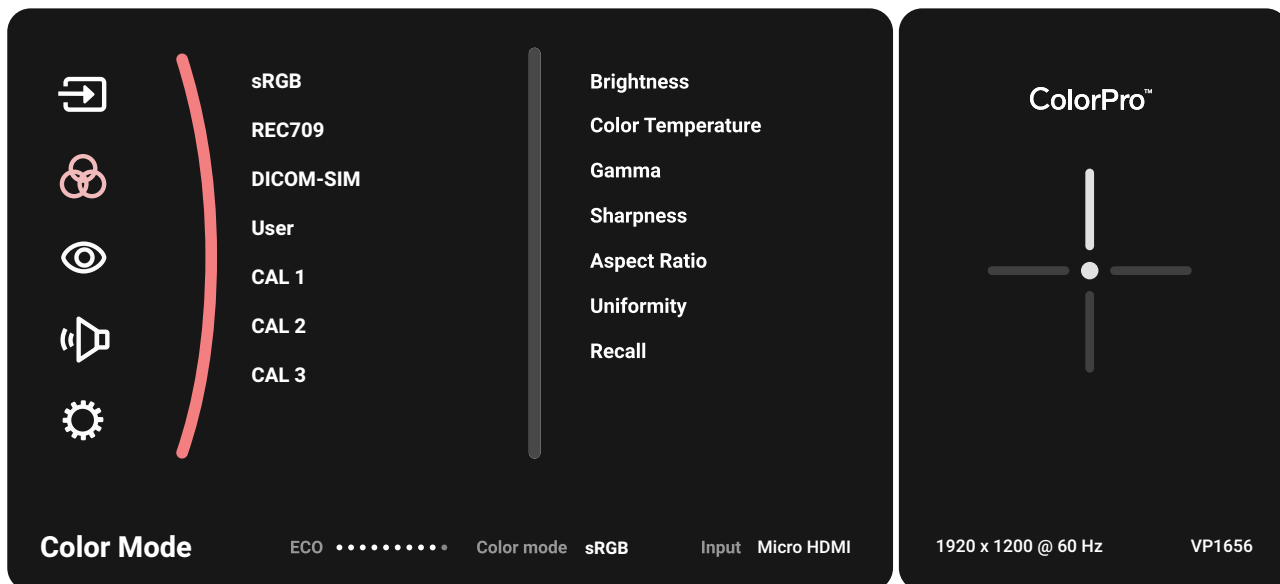 sRGB
REC709
DICOM-SIM
User
CAL 1
CAL 2
CAL 3
Brightness
Color Temperature
Gamma
Sharpness
Aspect Ratio
Uniformity
Recall
Color Mode
ECO
Color mode sRGB
Input Micro HDMI
ColorPro™
1920 x 1200 @ 60 Hz
VP1656